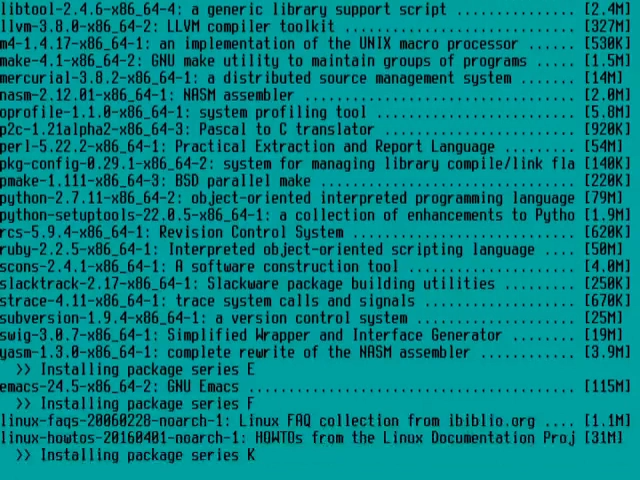 libtool-2.4.6-x86_64-4: a generic library support script ................ [2.4M]
llvm-3.8.0-x86_64-2: LLVM compiler toolkit .............................. [327M]
m4-1.4.17-x86_64-1: an implementation of the UNIX macro processor ...... [530K]
make-4.1-x86_64-2: GNU make utility to maintain groups of programs ..... [1.5M]
mercurial-3.8.2-x86_64-1: a distributed source management system ........ [14M]
nasm-2.12.01-x86_64-1: NASM assembler ................................... [2.0M]
oprofile-1.1.0-x86_64-1: system profiling tool .......................... [5.8M]
p2c-1.21alpha2-x86_64-3: Pascal to C translator ......................... [920K]
perl-5.22.2-x86_64-1: Practical Extraction and Report Language .......... [54M]
pkg-config-0.29.1-x86_64-2: system for managing library compile/link fla [140K]
pmake-1.111-x86_64-3: BSD parallel make ................................. [220K]
python-2.7.11-x86_64-2: object-oriented interpreted programming language [79M]
python-setuptools-22.0.5-x86_64-1: a collection of enhancements to Pytho [1.9M]
rcs-5.9.4-x86_64-1: Revision Control System ............................. [620K]
ruby-2.2.5-x86_64-1: Interpreted object-oriented scripting language ..... [50M]
scons-2.4.1-x86_64-1: A software construction tool ...................... [4.0M]
slacktrack-2.17-x86_64-1: Slackware package building utilities .......... [250K]
strace-4.11-x86_64-1: trace system calls and signals .................... [670K]
subversion-1.9.4-x86_64-1: a version control system ..................... [25M]
swig-3.0.7-x86_64-1: Simplified Wrapper and Interface Generator ......... [19M]
yasm-1.3.0-x86_64-1: complete rewrite of the NASM assembler ............. [3.9M]
>> Installing package series E
emacs-24.5-x86_64-2: GNU Emacs .......................................... [115M]
>> Installing package series F
linux-faqs-20060228-noarch-1: Linux FAQ collection from ibiblio.org .... [1.1M]
linux-howtos-20160401-noarch-1: HOWTOs from the Linux Documentation Proj [31M]
>> Installing package series K